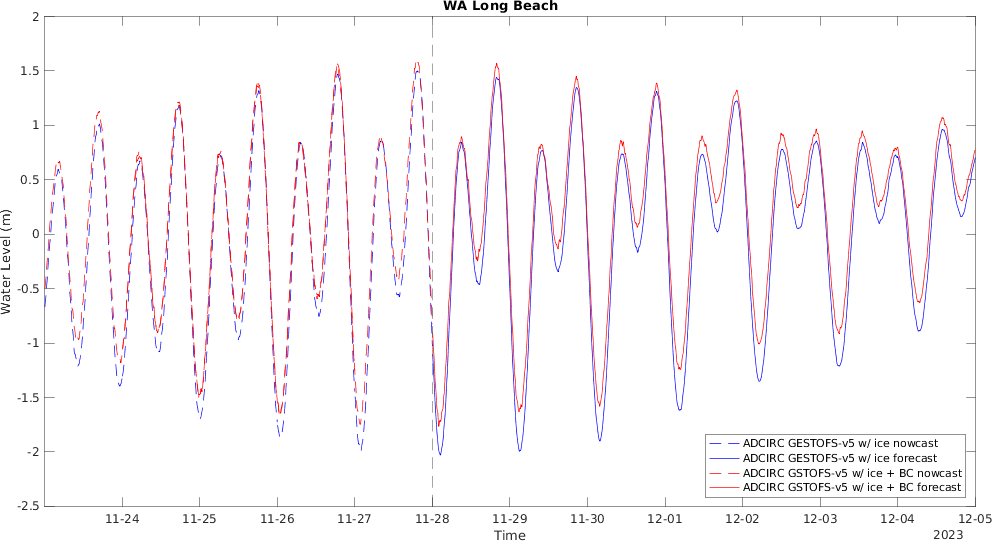 WA Long Beach
2
1.5
1
0.5
0
-0.5
-1
-1.5
-2
-2.5
Water Level (m)
11-24 11-25 11-26 11-27 11-28 11-29 11-30 12-01 12-02 12-03 12-04 12-05
Time
2023
ADCIRC GESTOFS-v5 w/ ice nowcast
ADCIRC GESTOFS-v5 w/ ice forecast
ADCIRC GSTOFS-v5 w/ ice + BC nowcast
ADCIRC GSTOFS-v5 w/ ice + BC forecast